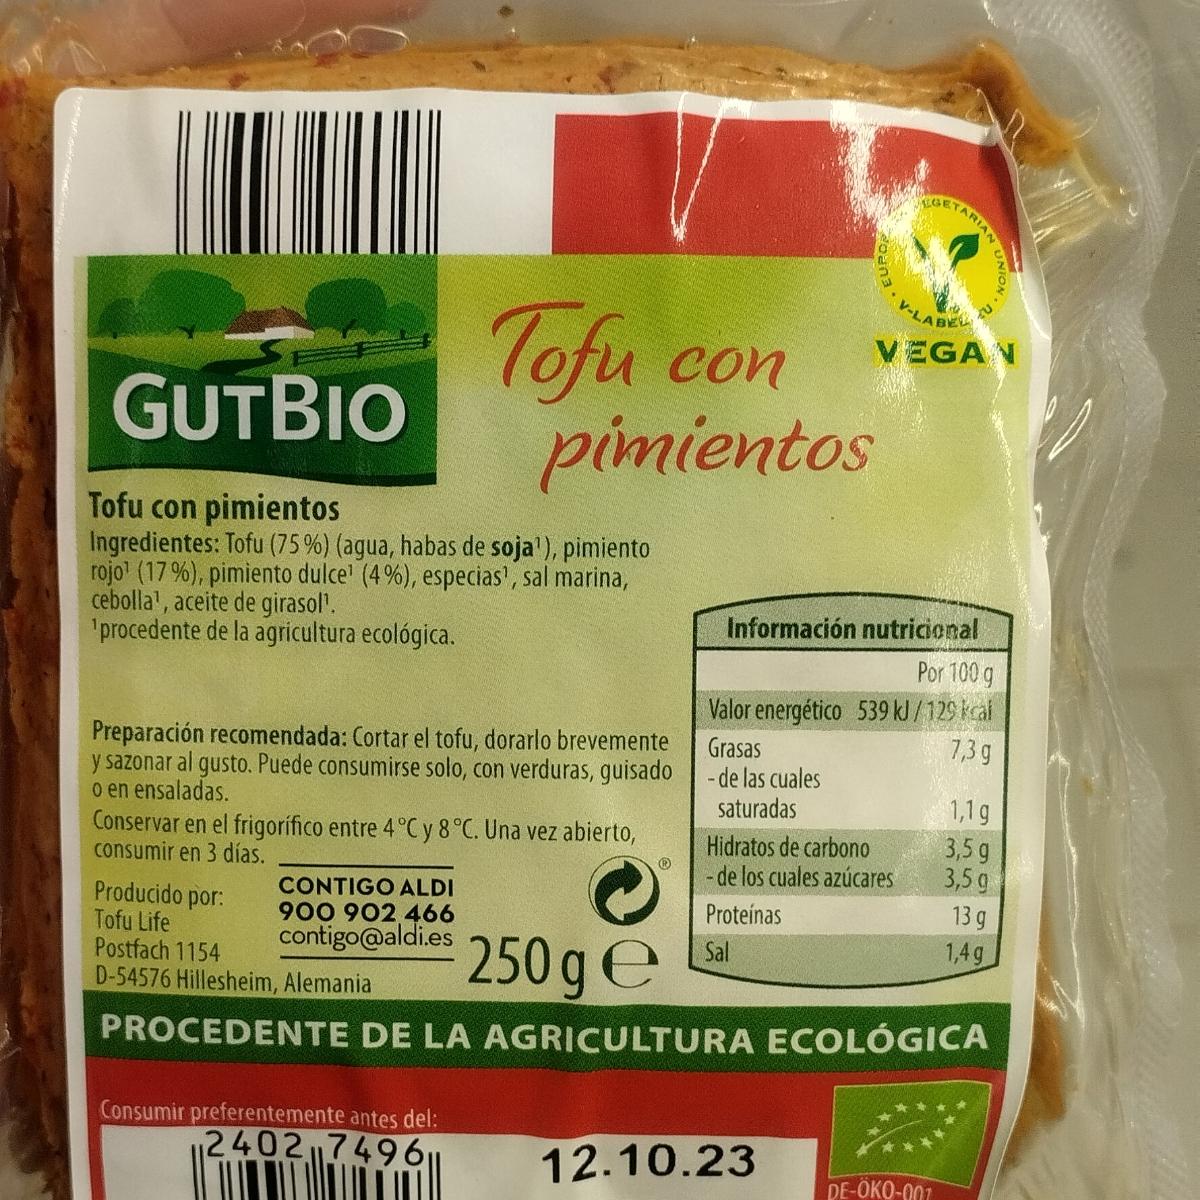 EUROPEAN VEGETARIAN UNION
V-LABEL.EU
VEGAN
GUTBIO
Tofu con
pimientos
Tofu con pimientos
Ingredientes: Tofu (75 %) (agua, habas de soja¹), pimiento
rojo¹ (17 %), pimiento dulce¹ (4 %), especias¹, sal marina,
cebolla¹, aceite de girasol¹.
¹procedente de la agricultura ecológica.
Preparación recomendada: Cortar el tofu, dorarlo brevemente
y sazonar al gusto. Puede consumirse solo, con verduras, guisado
o en ensaladas.
Conservar en el frigorífico entre 4 °C y 8 °C. Una vez abierto,
consumir en 3 días.
Producido por:
Tofu Life
Postfach 1154
D-54576 Hillesheim, Alemania
CONTIGO ALDI
900 902 466
contigo@aldi.es
®
250 g e
Información nutricional
Por 100 g
Valor energético 539 kJ / 129 kcal
Grasas 7,3 g
- de las cuales
saturadas 1,1 g
Hidratos de carbono 3,5 g
- de los cuales azúcares 3,5 g
Proteínas 13 g
Sal 1,4 g
PROCEDENTE DE LA AGRICULTURA ECOLÓGICA
Consumir preferentemente antes del:
2402 7496
12.10.23
DE-ÖKO-001